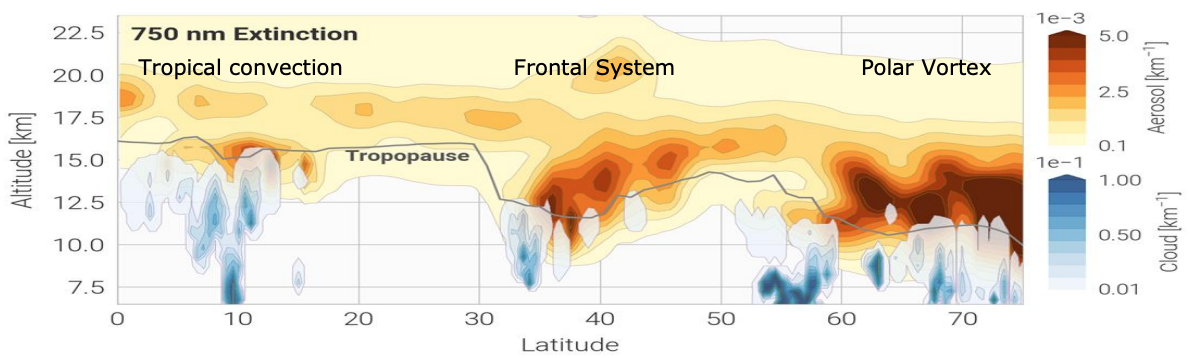 750 nm Extinction
Tropical convection
Frontal System
Polar Vortex
Tropopause
Altitude [km]
22.5
20.0
17.5
15.0
12.5
10.0
7.5
0
10
20
30
40
50
60
70
Latitude
1e-3
5.0
2.5
0.1
Aerosol [km⁻¹]
1e-1
1.00
0.50
0.01
Cloud [km⁻¹]